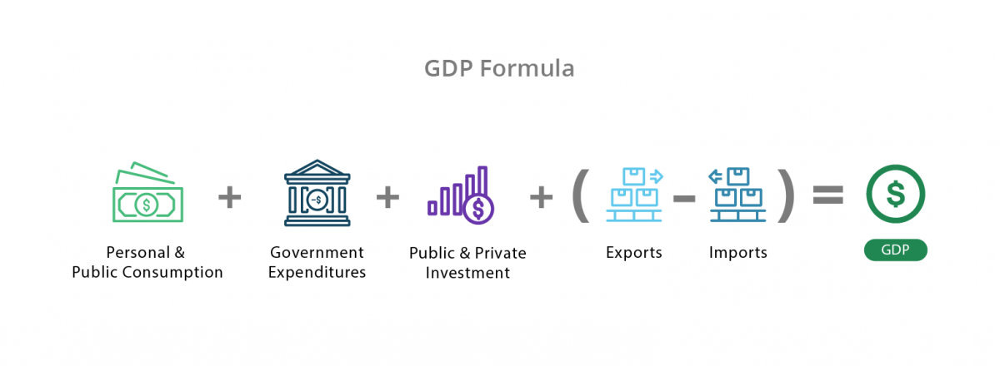 GDP Formula
Personal &
Public Consumption
+
Government
Expenditures
+
Public & Private
Investment
+
(
Exports
–
Imports
)
=
$
GDP